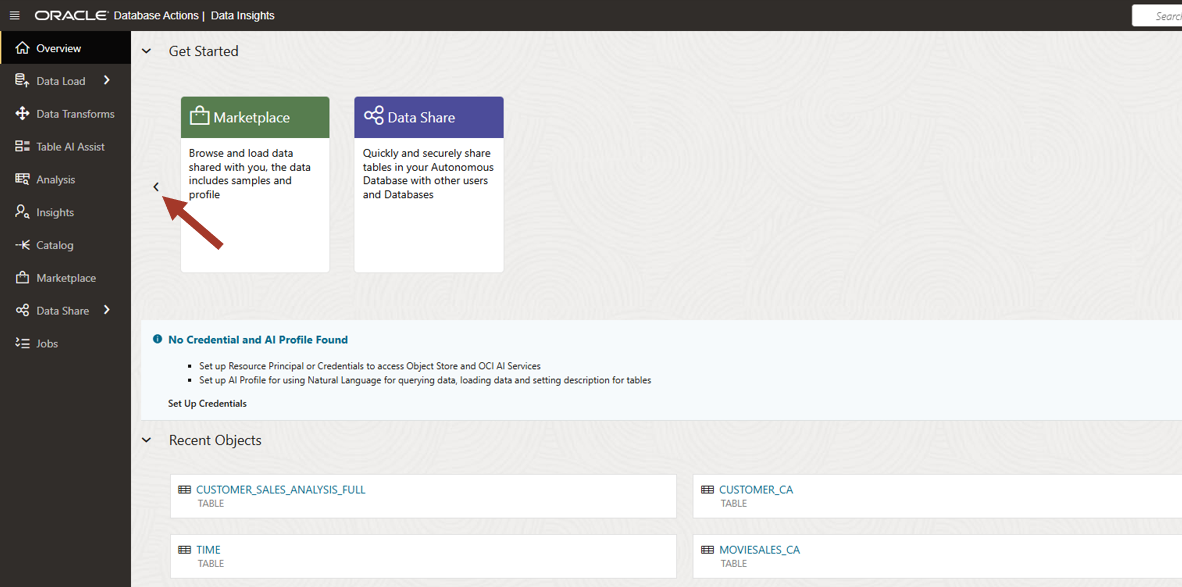 ORACLE Database Actions | Data Insights
Search
Overview
Data Load
Data Transforms
Table AI Assist
Analysis
Insights
Catalog
Marketplace
Data Share
Jobs
Get Started
Marketplace
Browse and load data
shared with you, the data
includes samples and
profile
Data Share
Quickly and securely share
tables in your Autonomous
Database with other users
and Databases
No Credential and AI Profile Found
Set up Resource Principal or Credentials to access Object Store and OCI AI Services
Set up AI Profile for using Natural Language for querying data, loading data and setting description for tables
Set Up Credentials
Recent Objects
CUSTOMER_SALES_ANALYSIS_FULL
TABLE
CUSTOMER_CA
TABLE
TIME
TABLE
MOVIESALES_CA
TABLE